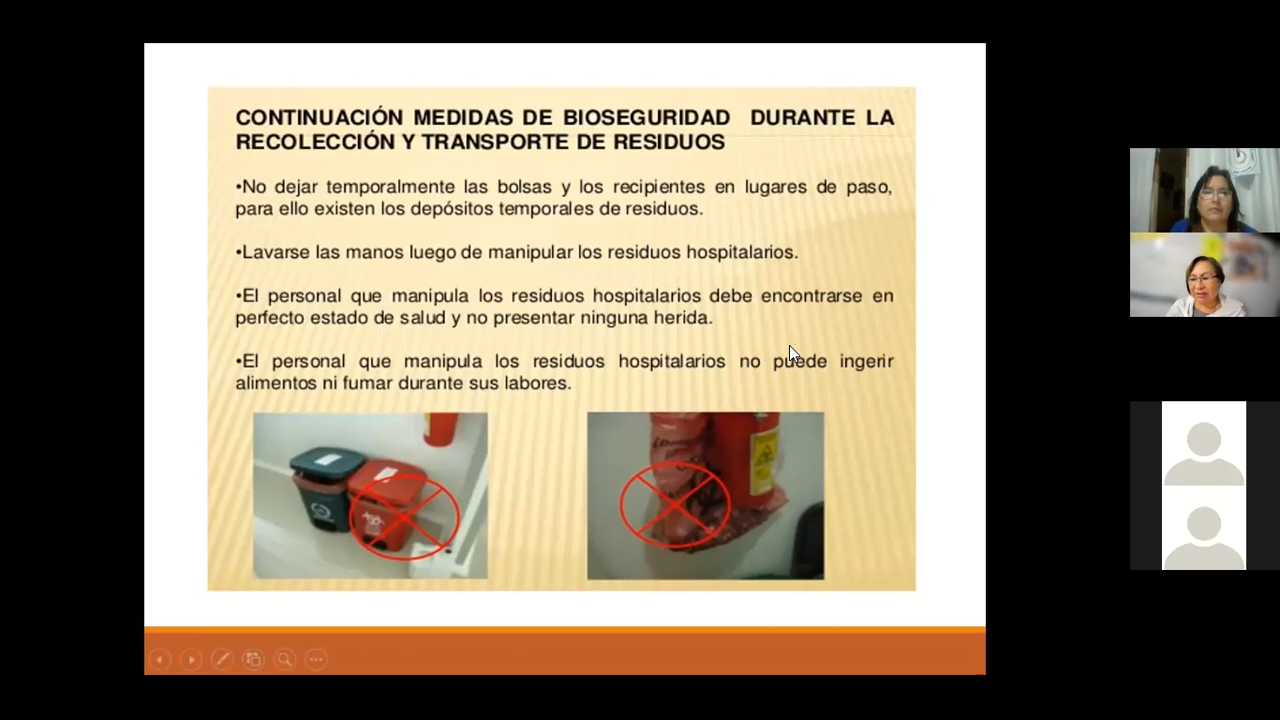 CONTINUACIÓN MEDIDAS DE BIOSEGURIDAD DURANTE LA
RECOLECCIÓN Y TRANSPORTE DE RESIDUOS
•No dejar temporalmente las bolsas y los recipientes en lugares de paso,
para ello existen los depósitos temporales de residuos.
•Lavarse las manos luego de manipular los residuos hospitalarios.
•El personal que manipula los residuos hospitalarios debe encontrarse en
perfecto estado de salud y no presentar ninguna herida.
•El personal que manipula los residuos hospitalarios no puede ingerir
alimentos ni fumar durante sus labores.